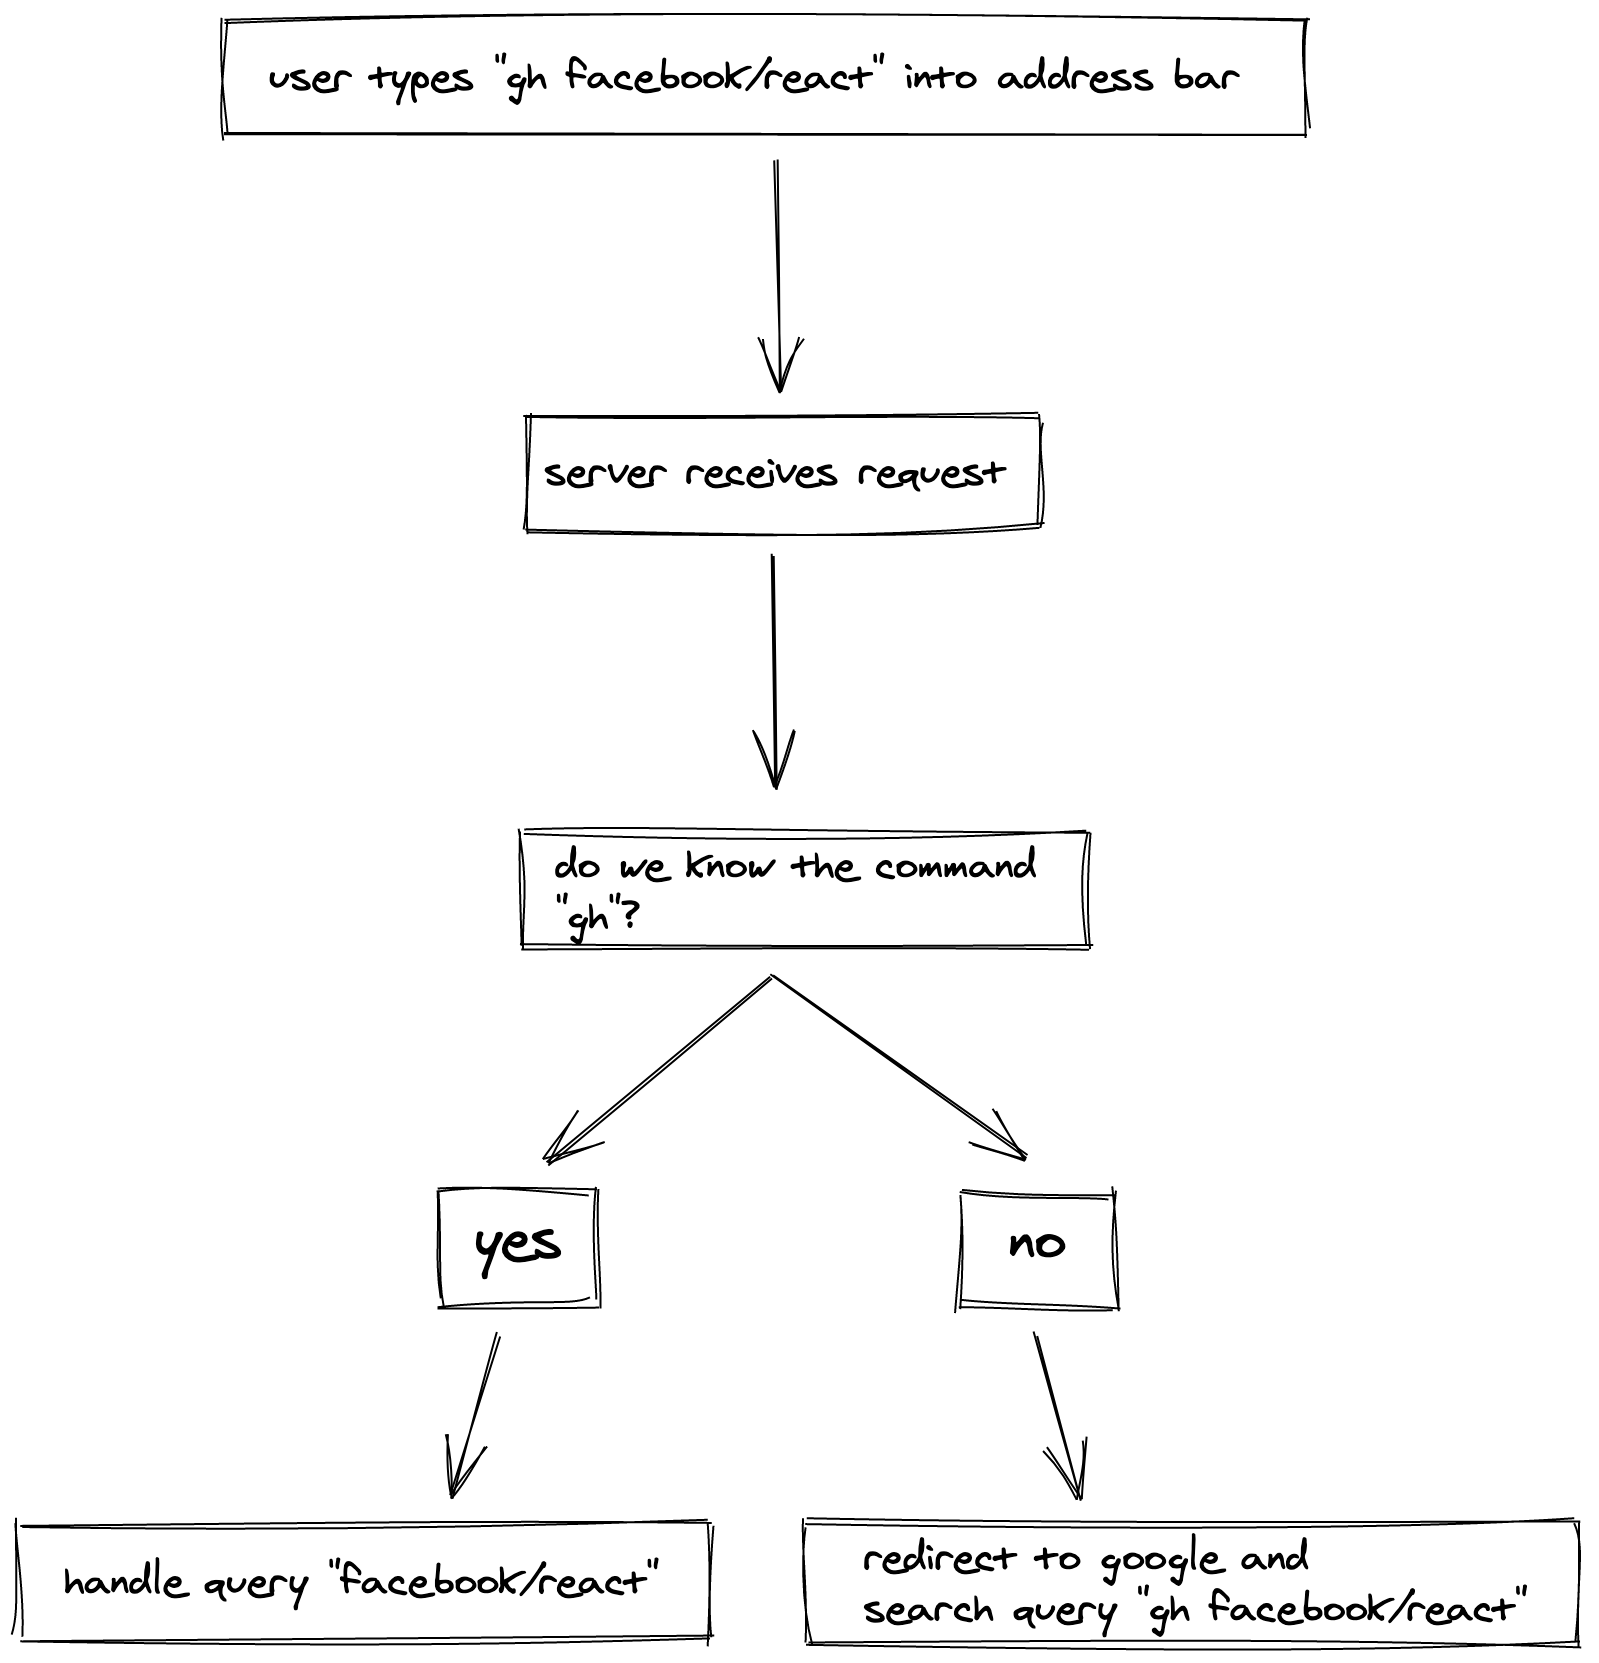 user types "gh facebook/react" into address bar
server receives request
do we know the command
"gh"?
yes
no
handle query "facebook/react"
redirect to google and
search query "gh facebook/react"